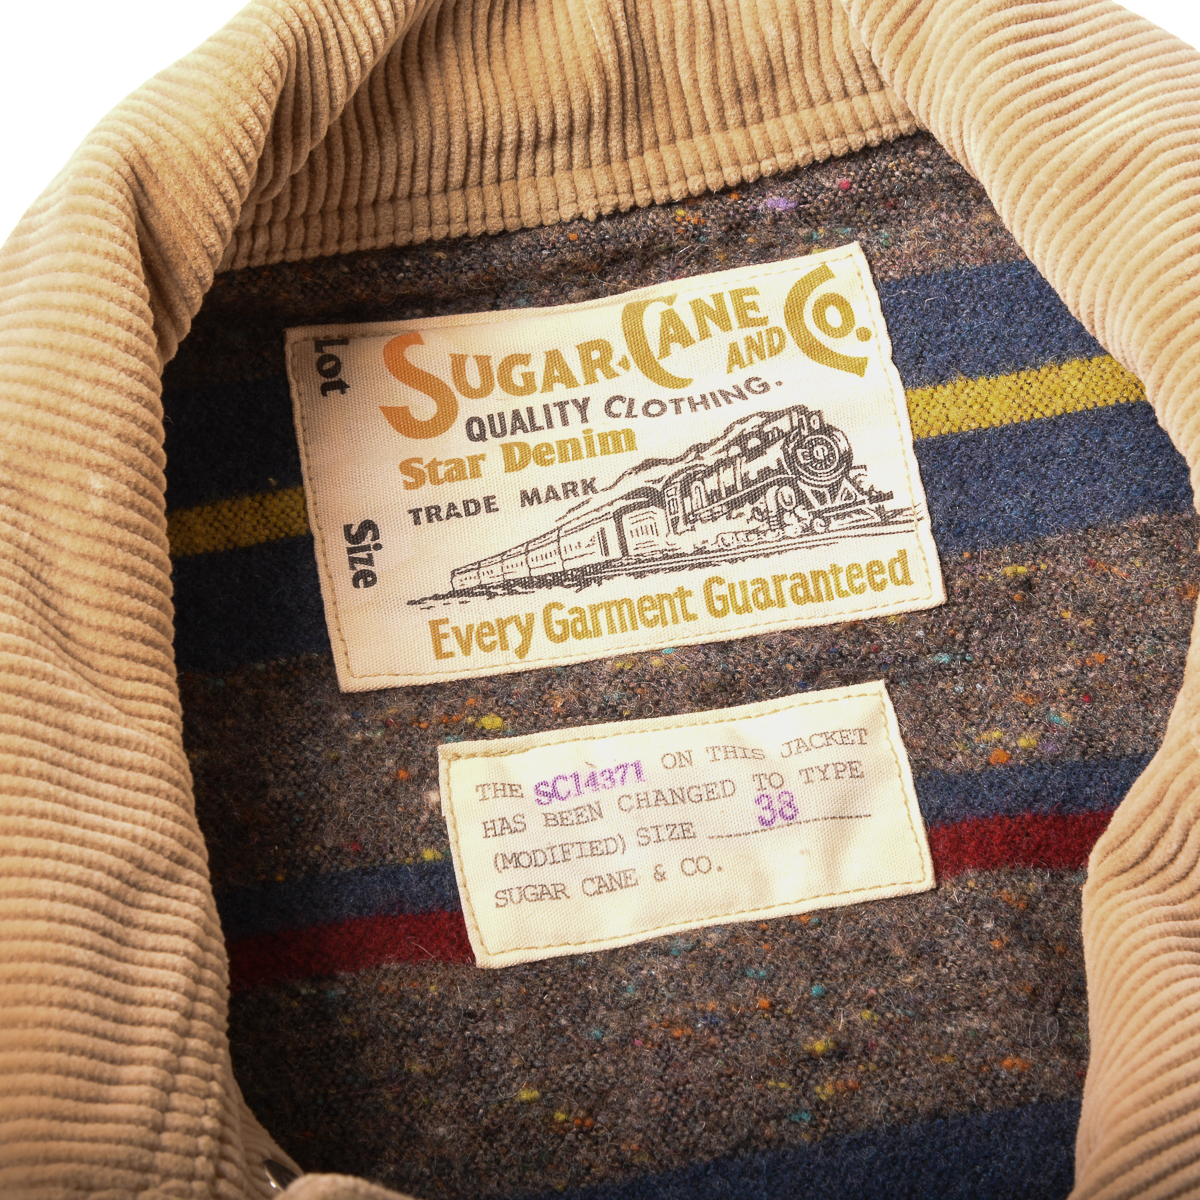 Lot
SUGAR CANE AND CO.
QUALITY CLOTHING.
Star Denim
TRADE MARK
Size
Every Garment Guaranteed
THE SC14371 ON THIS JACKET
HAS BEEN CHANGED TO TYPE
(MODIFIED) SIZE 38
SUGAR CANE & CO.